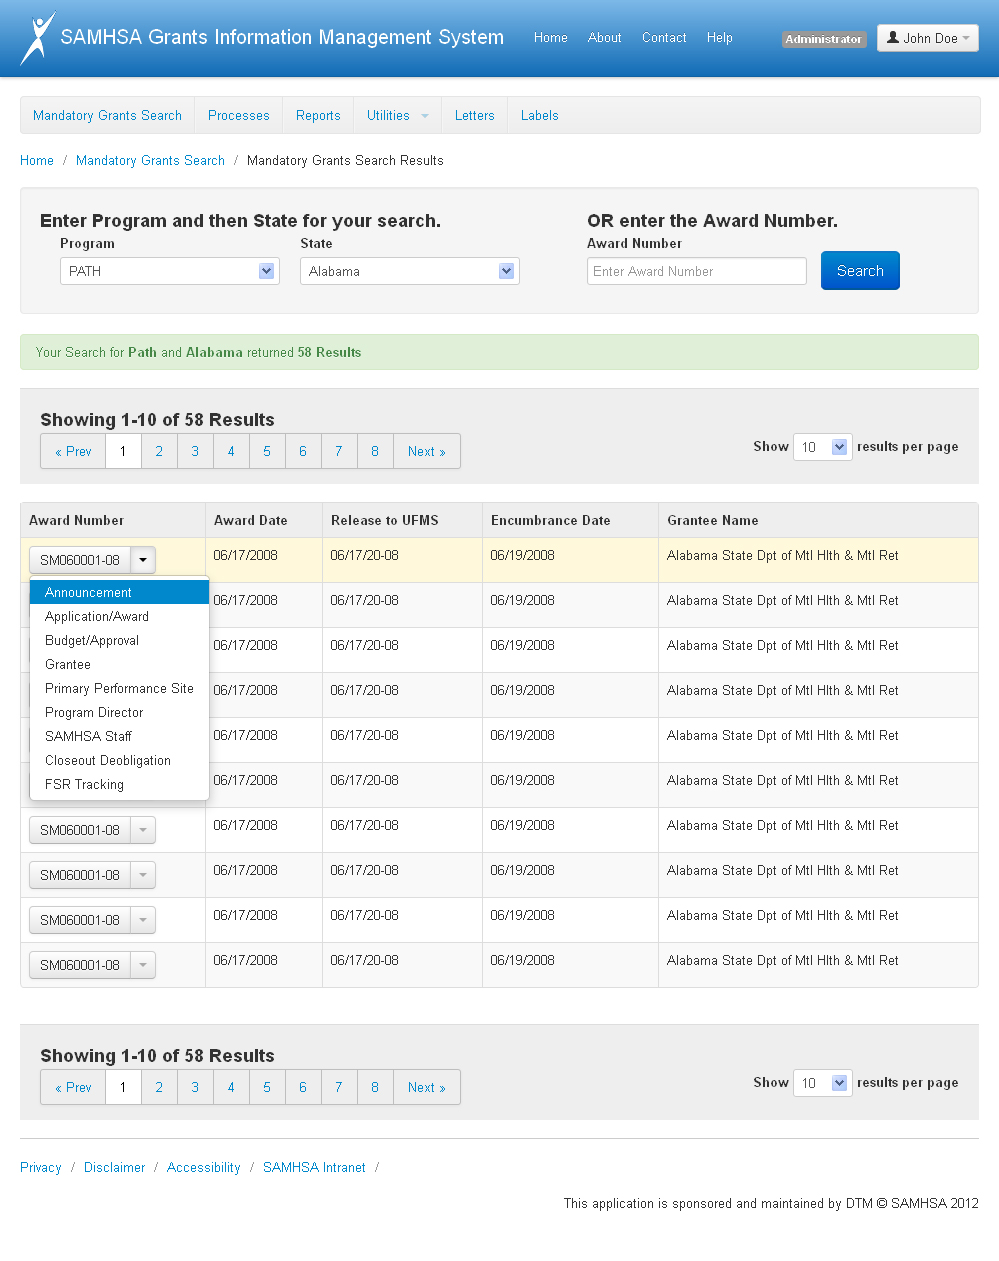 SAMHSA Grants Information Management System Home About Contact Help Administrator John Doe
Mandatory Grants Search Processes Reports Utilities Letters Labels
Home / Mandatory Grants Search / Mandatory Grants Search Results
Enter Program and then State for your search. OR enter the Award Number.
Program State Award Number
PATH Alabama Enter Award Number Search
Your Search for Path and Alabama returned 58 Results
Showing 1-10 of 58 Results
« Prev 1 2 3 4 5 6 7 8 Next » Show 10 results per page
Award Number Award Date Release to UFMS Encumbrance Date Grantee Name
SM060001-08 06/17/2008 06/17/20-08 06/19/2008 Alabama State Dpt of Mtl Hlth & Mtl Ret
Announcement 06/17/2008 06/17/20-08 06/19/2008 Alabama State Dpt of Mtl Hlth & Mtl Ret
Application/Award
Budget/Approval 06/17/2008 06/17/20-08 06/19/2008 Alabama State Dpt of Mtl Hlth & Mtl Ret
Grantee
Primary Performance Site 06/17/2008 06/17/20-08 06/19/2008 Alabama State Dpt of Mtl Hlth & Mtl Ret
Program Director
SAMHSA Staff 06/17/2008 06/17/20-08 06/19/2008 Alabama State Dpt of Mtl Hlth & Mtl Ret
Closeout Deobligation
FSR Tracking 06/17/2008 06/17/20-08 06/19/2008 Alabama State Dpt of Mtl Hlth & Mtl Ret
SM060001-08 06/17/2008 06/17/20-08 06/19/2008 Alabama State Dpt of Mtl Hlth & Mtl Ret
SM060001-08 06/17/2008 06/17/20-08 06/19/2008 Alabama State Dpt of Mtl Hlth & Mtl Ret
SM060001-08 06/17/2008 06/17/20-08 06/19/2008 Alabama State Dpt of Mtl Hlth & Mtl Ret
SM060001-08 06/17/2008 06/17/20-08 06/19/2008 Alabama State Dpt of Mtl Hlth & Mtl Ret
Showing 1-10 of 58 Results
« Prev 1 2 3 4 5 6 7 8 Next » Show 10 results per page
Privacy / Disclaimer / Accessibility / SAMHSA Intranet /
This application is sponsored and maintained by DTM © SAMHSA 2012